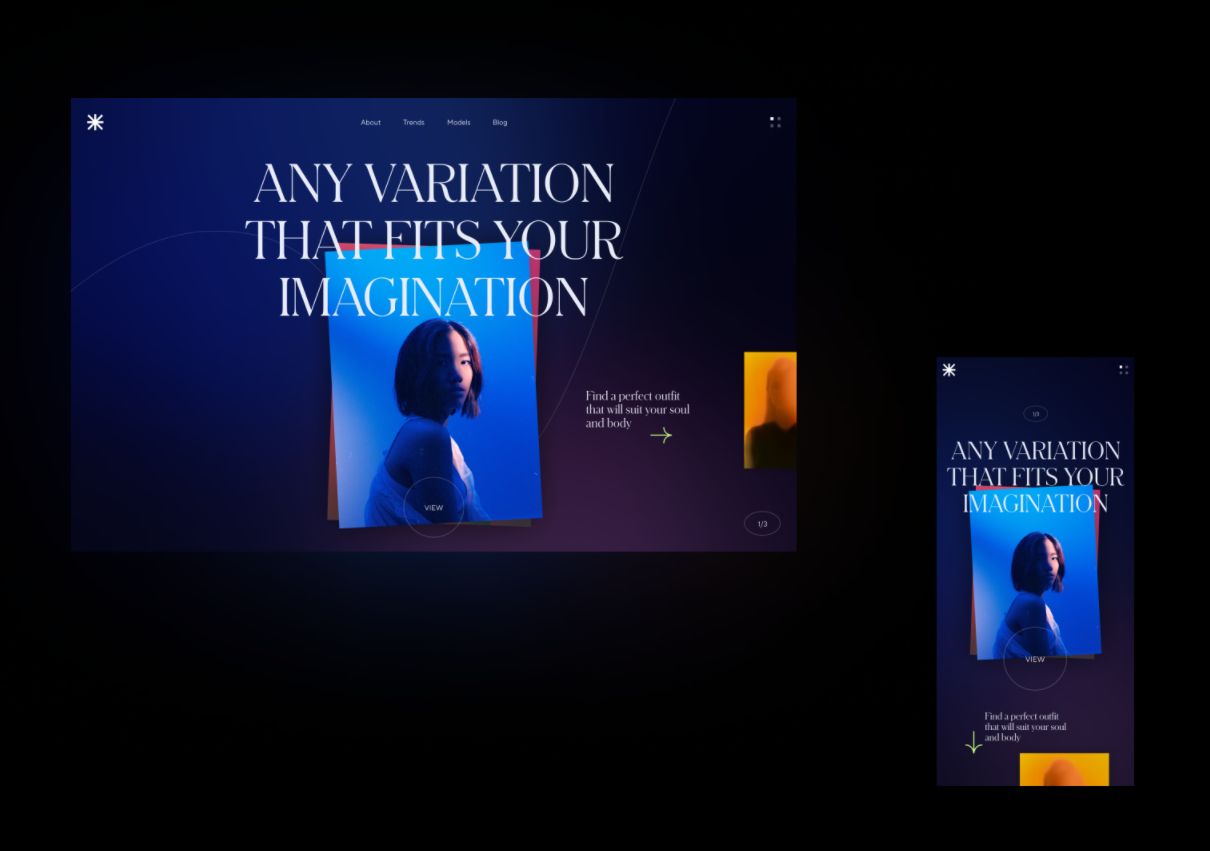 About Trends Models Blog
ANY VARIATION
THAT FITS YOUR
IMAGINATION
Find a perfect outfit
that will suit your soul
and body
VIEW
1/3
1/3
ANY VARIATION
THAT FITS YOUR
IMAGINATION
VIEW
Find a perfect outfit
that will suit your soul
and body